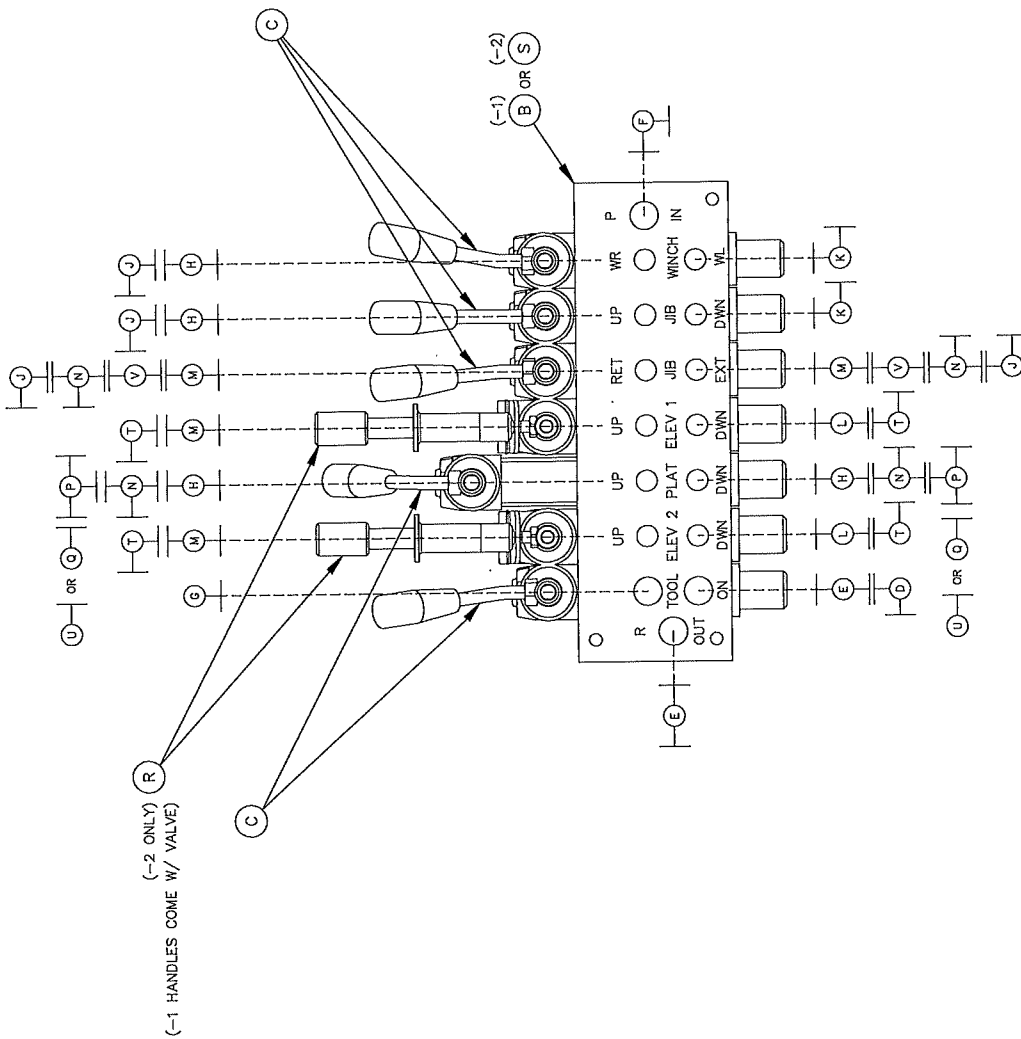 C
(-1) (-2)
B OR S
F
J
H
J
H
J
N
V
M
T
M
P
N
H
T
M
U OR Q
G
R
(-2 ONLY)
(-1 HANDLES COME W/ VALVE)
C
P
IN
WR
WINCH
WL
UP
JIB
DWN
RET
JIB
EXT
UP
ELEV 1
DWN
UP
PLAT
DWN
UP
ELEV 2
DWN
TOOL
ON
R
OUT
E
K
K
M
V
N
J
L
T
H
N
P
L
T
E
D
U OR Q